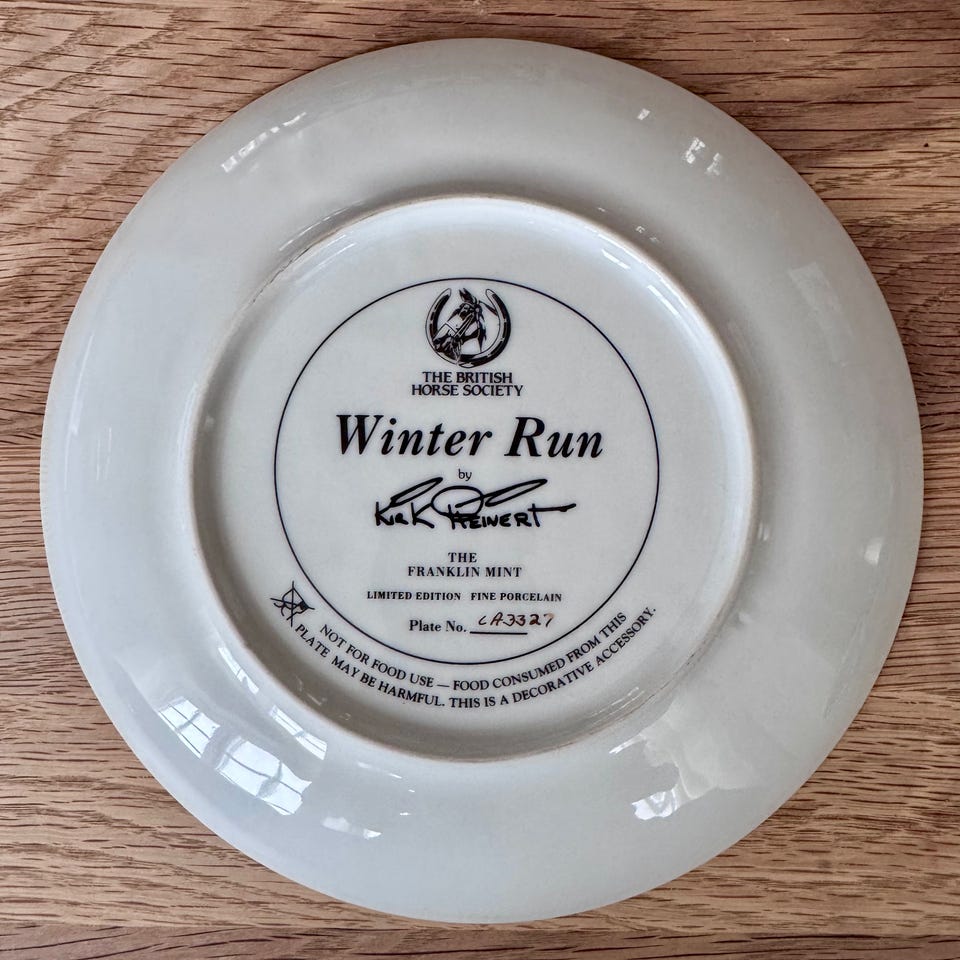 THE BRITISH
HORSE SOCIETY
Winter Run
by
Kirk Reinert
THE
FRANKLIN MINT
LIMITED EDITION FINE PORCELAIN
Plate No. CA3327
NOT FOR FOOD USE — FOOD CONSUMED FROM THIS
PLATE MAY BE HARMFUL. THIS IS A DECORATIVE ACCESSORY.